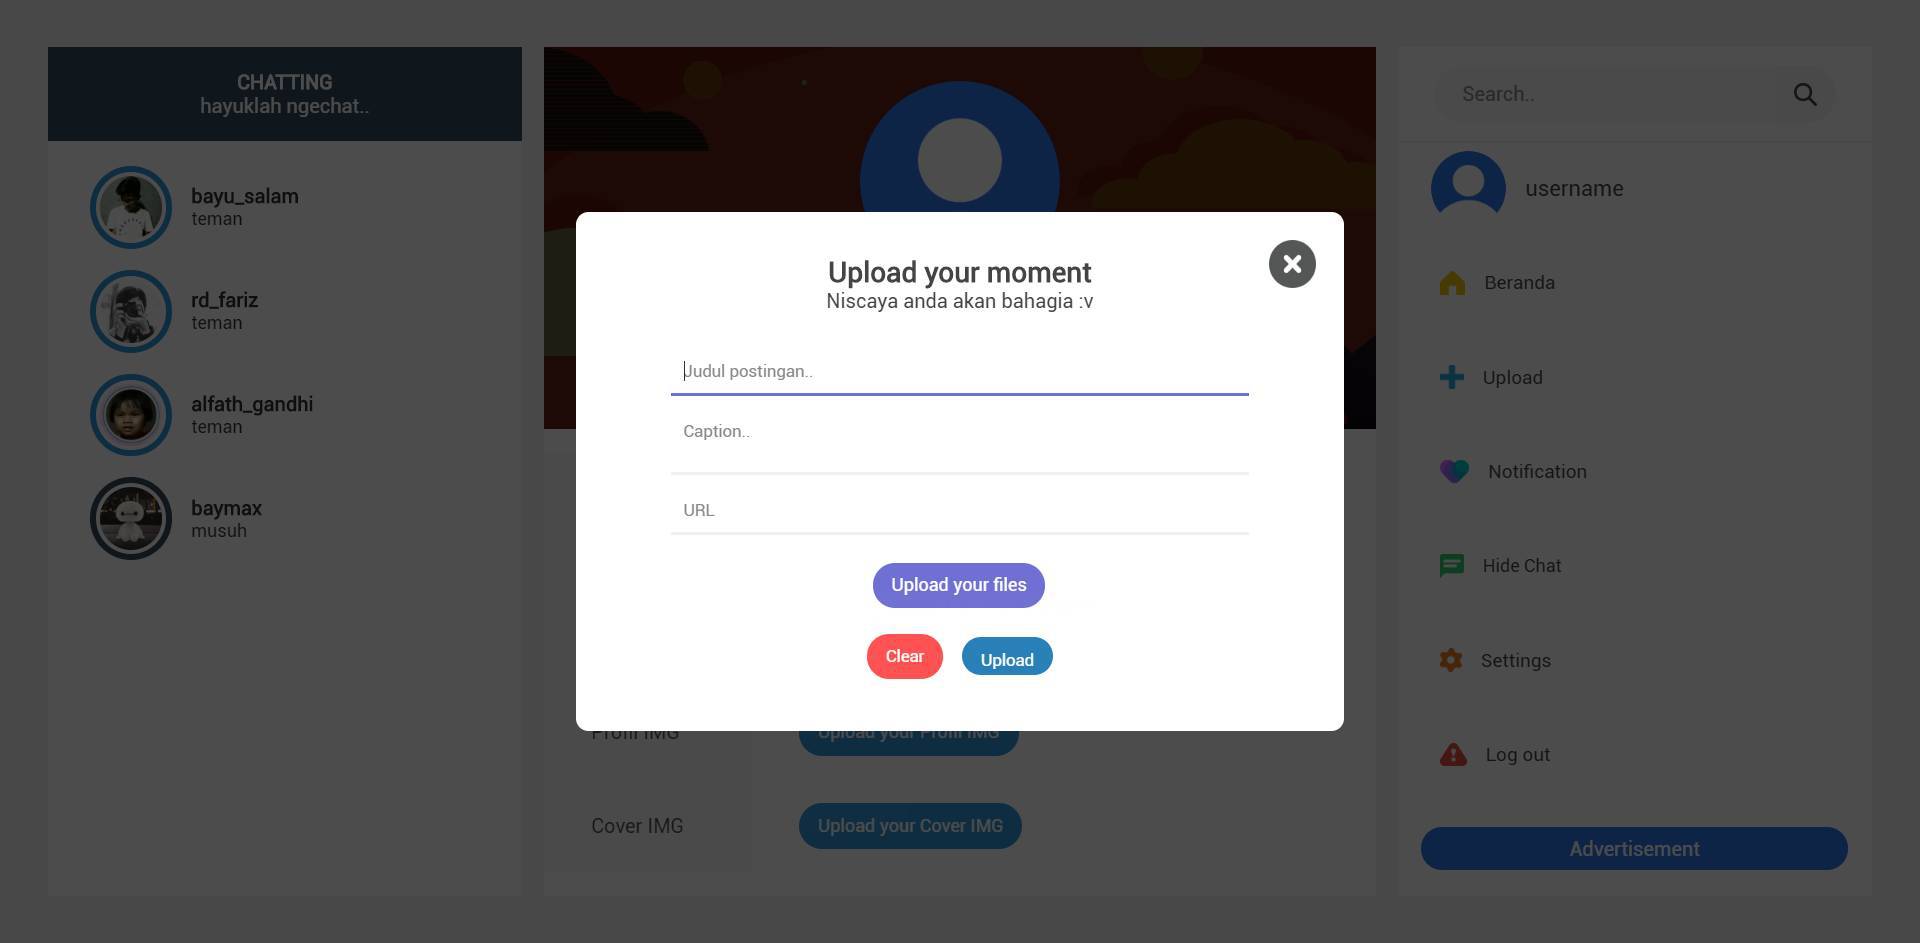 CHATTING
hayuklah ngechat..
bayu_salam
teman
rd_fariz
teman
alfath_gandhi
teman
baymax
musuh
Upload your moment
Niscaya anda akan bahagia :v
Judul postingan..
Caption..
URL
Upload your files
Clear
Upload
Profil IMG
Upload your Profil IMG
Cover IMG
Upload your Cover IMG
Search..
username
Beranda
Upload
Notification
Hide Chat
Settings
Log out
Advertisement